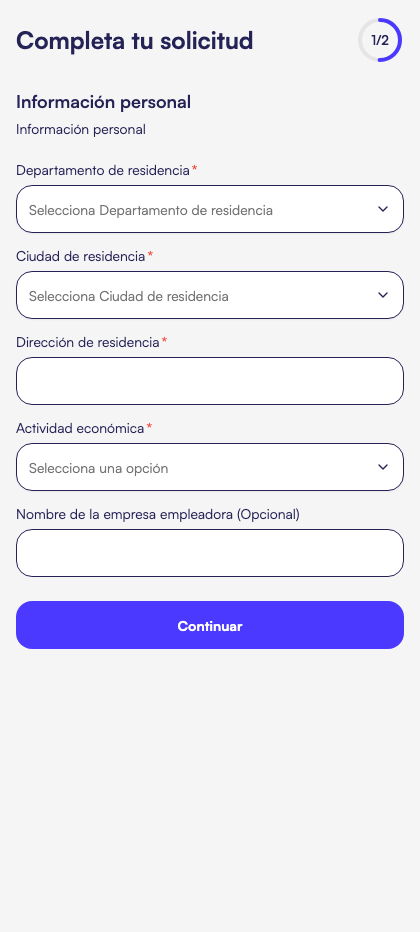 Completa tu solicitud
1/2
Información personal
Información personal
Departamento de residencia*
Selecciona Departamento de residencia
Ciudad de residencia*
Selecciona Ciudad de residencia
Dirección de residencia*
Actividad económica*
Selecciona una opción
Nombre de la empresa empleadora (Opcional)
Continuar